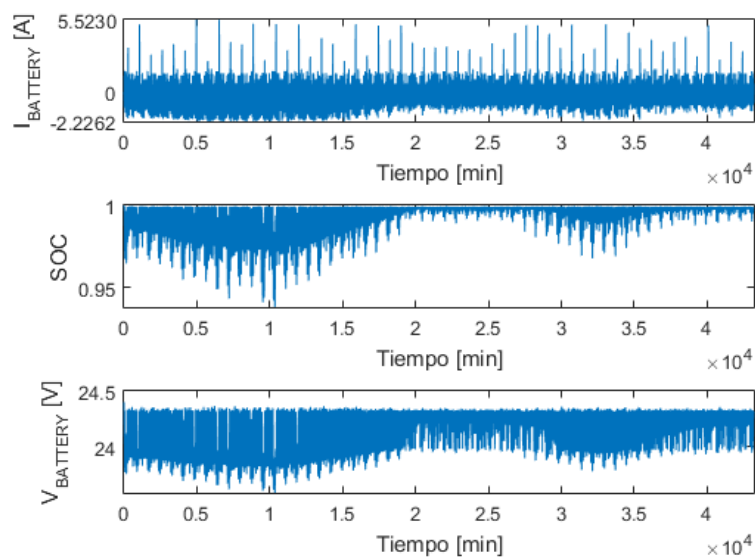 5.5230
0
-2.2262
I_BATTERY [A]
0 0.5 1 1.5 2 2.5 3 3.5 4
Tiempo [min]
×10^4
1
0.95
SOC
0 0.5 1 1.5 2 2.5 3 3.5 4
Tiempo [min]
×10^4
24.5
24
V_BATTERY [V]
0 0.5 1 1.5 2 2.5 3 3.5 4
Tiempo [min]
×10^4